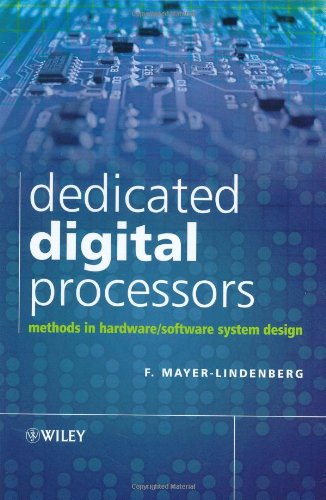 dedicated
digital
processors
methods in hardware/software system design
F. MAYER-LINDENBERG
WILEY